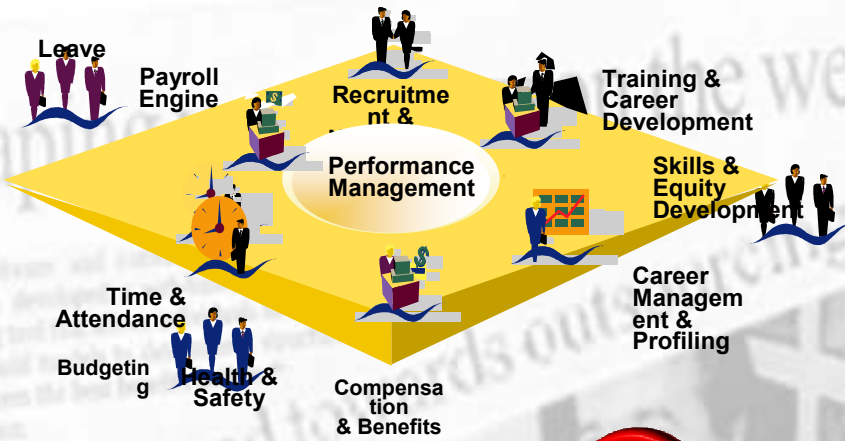 Leave
Payroll
Engine
Recruitme
nt &
Training &
Career
Development
Performance
Management
Skills &
Equity
Development
Time &
Attendance
Career
Managem
ent &
Profiling
Budgetin
g
Health &
Safety
Compensa
tion
& Benefits